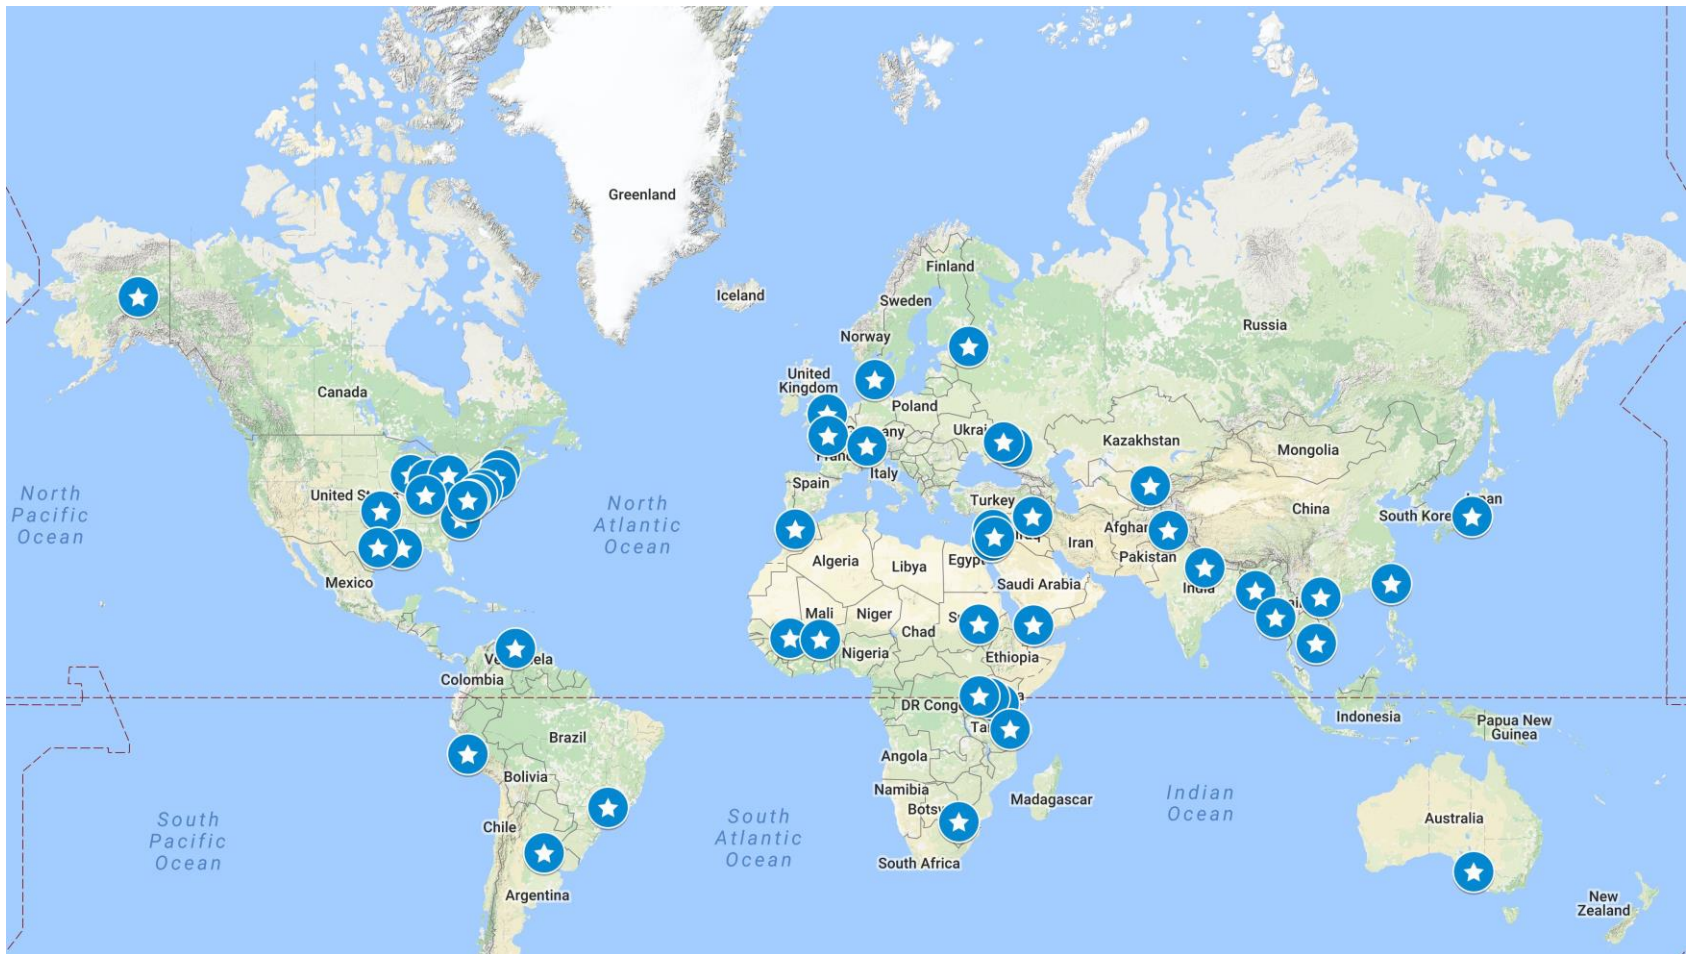 Greenland
Iceland
Finland
Sweden
Norway
Russia
United
Kingdom
Canada
Poland
Kazakhstan
Mongolia
Italy
Spain
United
North
Pacific
Ocean
North
Atlantic
Ocean
Turkey
China
Iran
Pakistan
Algeria
Libya
Saudi Arabia
Mexico
Mali
Niger
Chad
Nigeria
Ethiopia
Colombia
Indonesia
Papua New
Guinea
Brazil
Angola
Bolivia
Namibia
Madagascar
Indian
Ocean
South
Pacific
Ocean
Chile
South
Atlantic
Ocean
Australia
South Africa
Argentina
New
Zealand